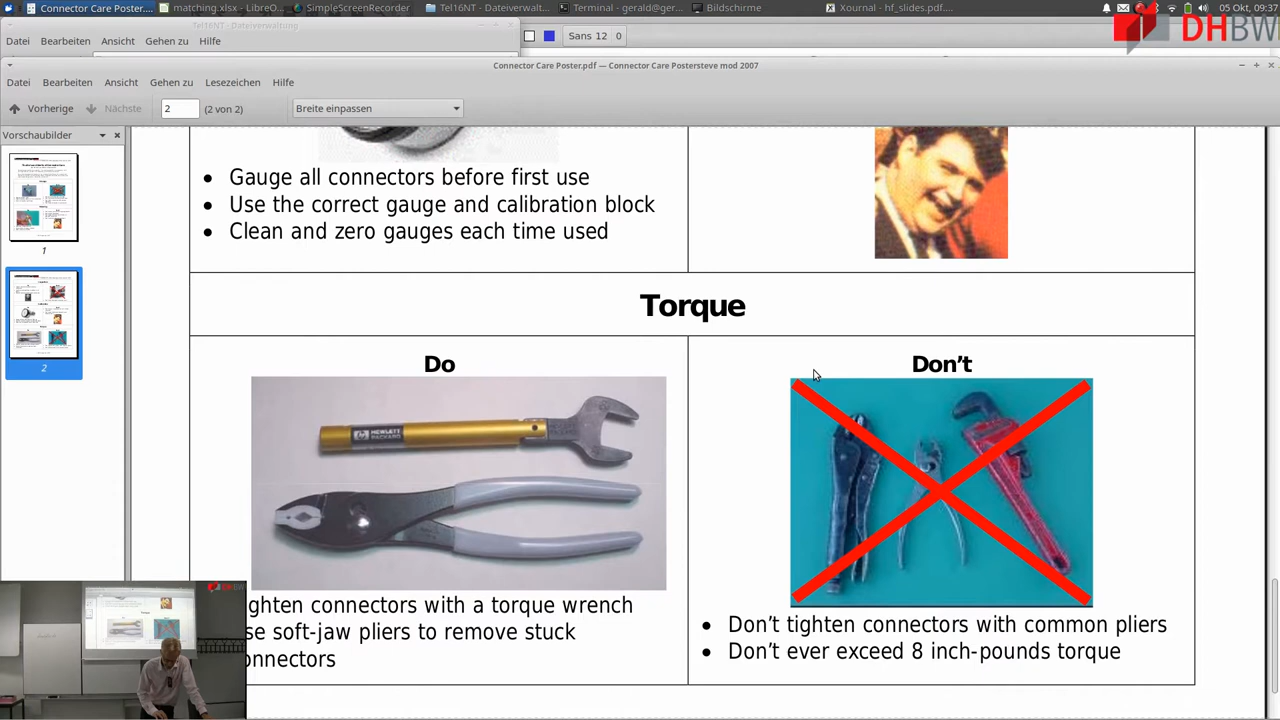 Connector Care Poster....
matching.xlsx - LibreO...
SimpleScreenRecorder
Tel16NT - Dateiverwalt...
Terminal - gerald@ger...
Bildschirme
Xournal - hf_slides.pdf....
05 Okt, 09:37
Tel16NT - Dateiverwaltung
Datei Bearbeiten Ansicht Gehen zu Hilfe
Sans 12 0
DHBW
Connector Care Poster.pdf — Connector Care Postersteve mod 2007
Datei Bearbeiten Ansicht Gehen zu Lesezeichen Hilfe
Vorherige Nächste 2 (2 von 2) Breite einpassen
Vorschaubilder
1
2
• Gauge all connectors before first use
• Use the correct gauge and calibration block
• Clean and zero gauges each time used
Torque
Do
HEWLETT
PACKARD
ghten connectors with a torque wrench
se soft-jaw pliers to remove stuck
onnectors
Don't
• Don't tighten connectors with common pliers
• Don't ever exceed 8 inch-pounds torque